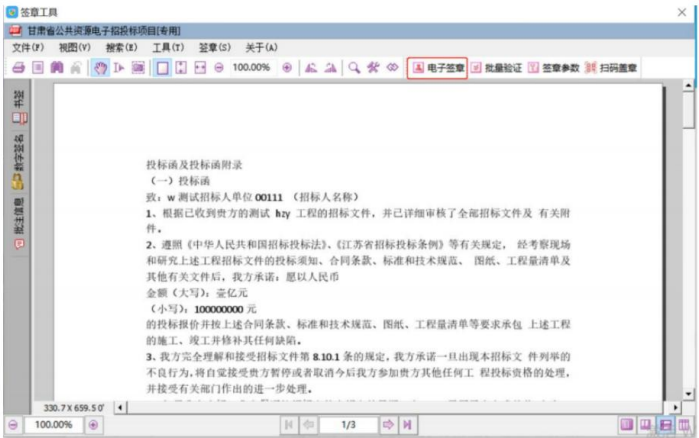 签章工具
甘肃省公共资源电子招投标项目[专用]
文件(F) 视图(V) 搜索(E) 工具(T) 签章(S) 关于(A)
100.00% 电子签章 批量验证 签章参数 扫码盖章
书签
数字签名
批注信息
投标函及投标函附录
（一）投标函
致：w 测试招标人单位 00111 （招标人名称）
1、根据已收到贵方的测试 hzy 工程的招标文件，并已详细审核了全部招标文件及 有关附
件。
2、遵照《中华人民共和国招标投标法》、《江苏省招标投标条例》等有关规定， 经考察现场
和研究上述工程招标文件的投标须知、合同条款、标准和技术规范、 图纸、工程量清单及
其他有关文件后，我方承诺：愿以人民币
金额（大写）：壹亿元
（小写）：100000000 元
的投标报价并按上述合同条款、标准和技术规范、图纸、工程量清单等要求承包 上述工程
的施工、竣工并修补其任何缺陷。
3、我方完全理解和接受招标文件第 8.10.1 条的规定，我方承诺一旦出现本招标文 件列举的
不良行为，将自觉接受贵方暂停或者取消今后我方参加贵方其他任何工 程投标资格的处理，
并接受有关部门作出的进一步处理。
330.7 X 659.5 0'
100.00% 1/3